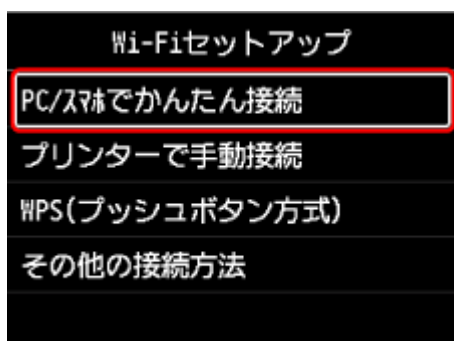 Wi-Fiセットアップ
PC/ｽﾏﾎでかんたん接続
プリンターで手動接続
WPS(プッシュボタン方式)
その他の接続方法